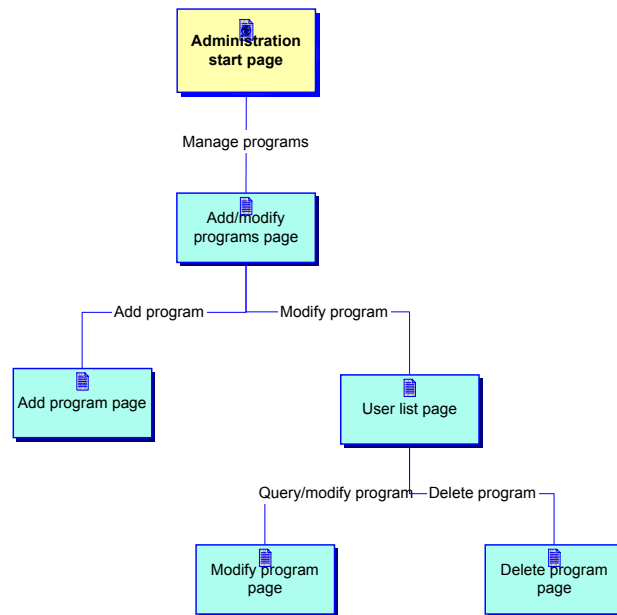 Administration
start page
Manage programs
Add/modify
programs page
Add program
Modify program
Add program page
User list page
Query/modify program
Delete program
Modify program
page
Delete program
page